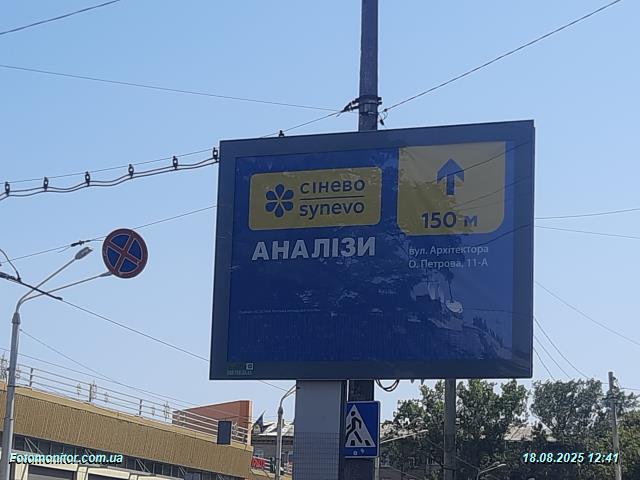 сінево
synevo
150 м
АНАЛІЗИ
вул. Архітектора
О. Петрова, 11-А
Fotomonitor.com.ua
18.08.2025 12:41